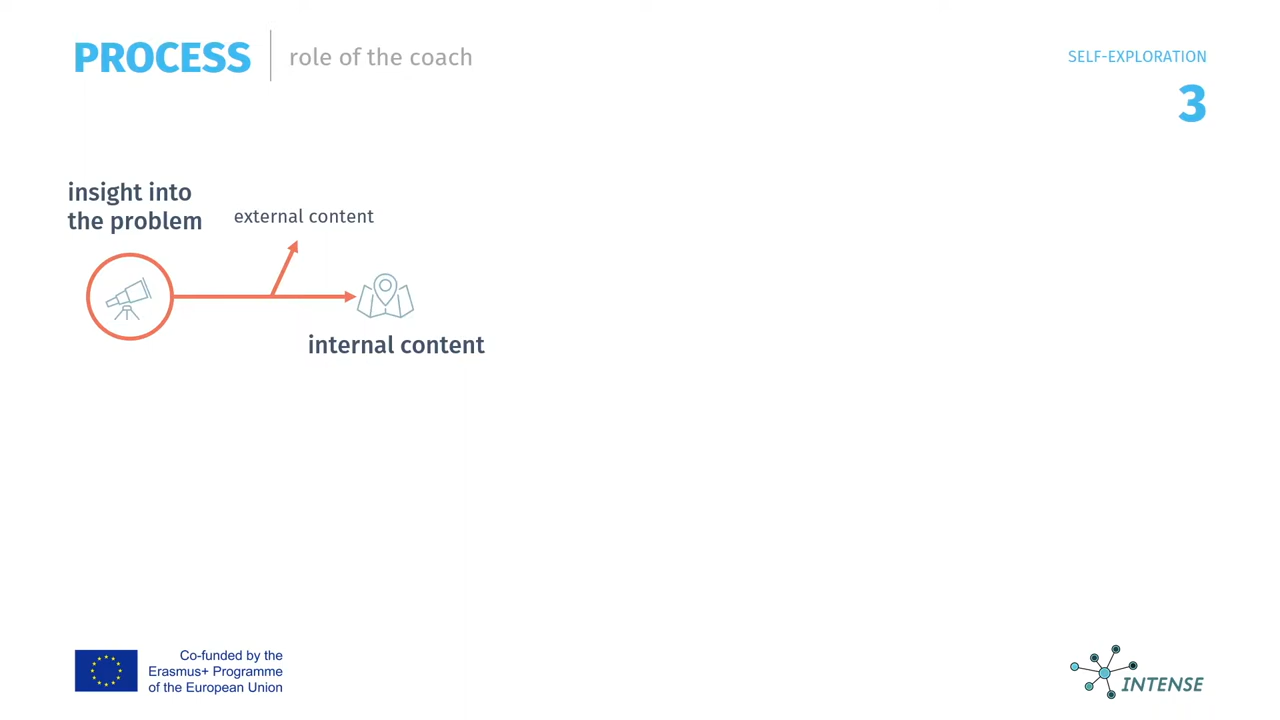 PROCESS
role of the coach
SELF-EXPLORATION
3
insight into
the problem
external content
internal content
Co-funded by the
Erasmus+ Programme
of the European Union
INTENSE